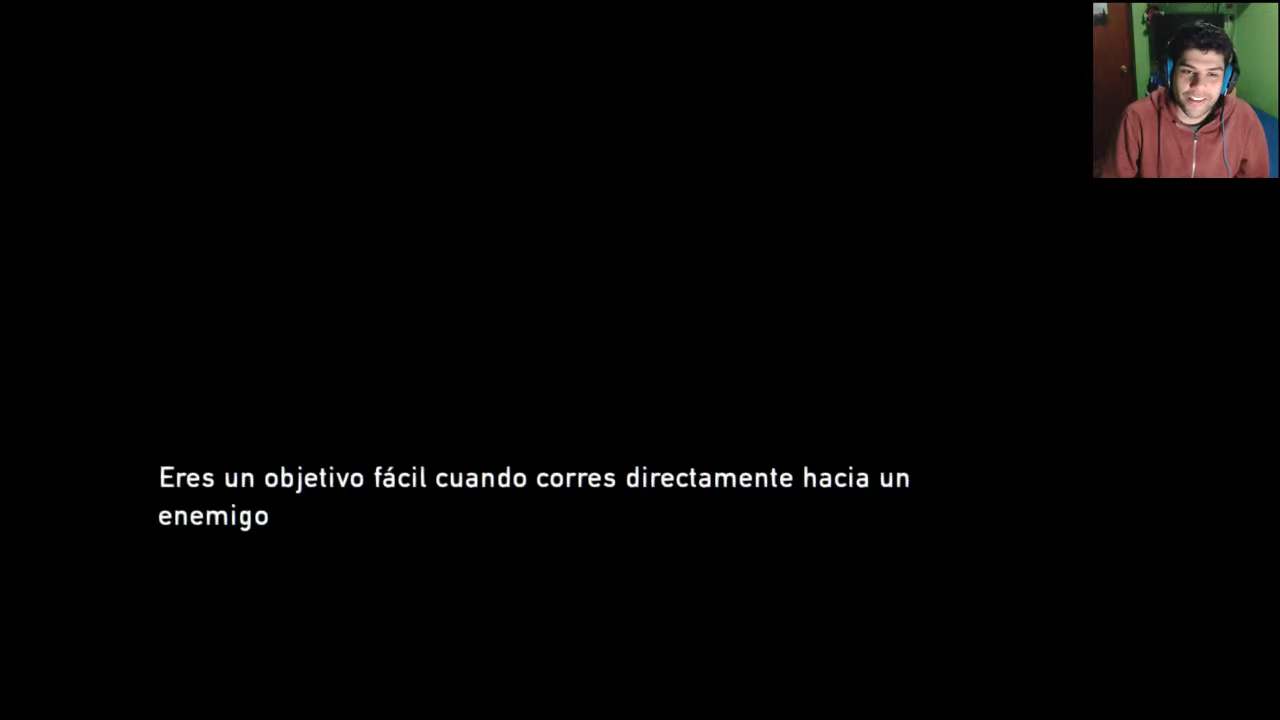 Eres un objetivo fácil cuando corres directamente hacia un
enemigo